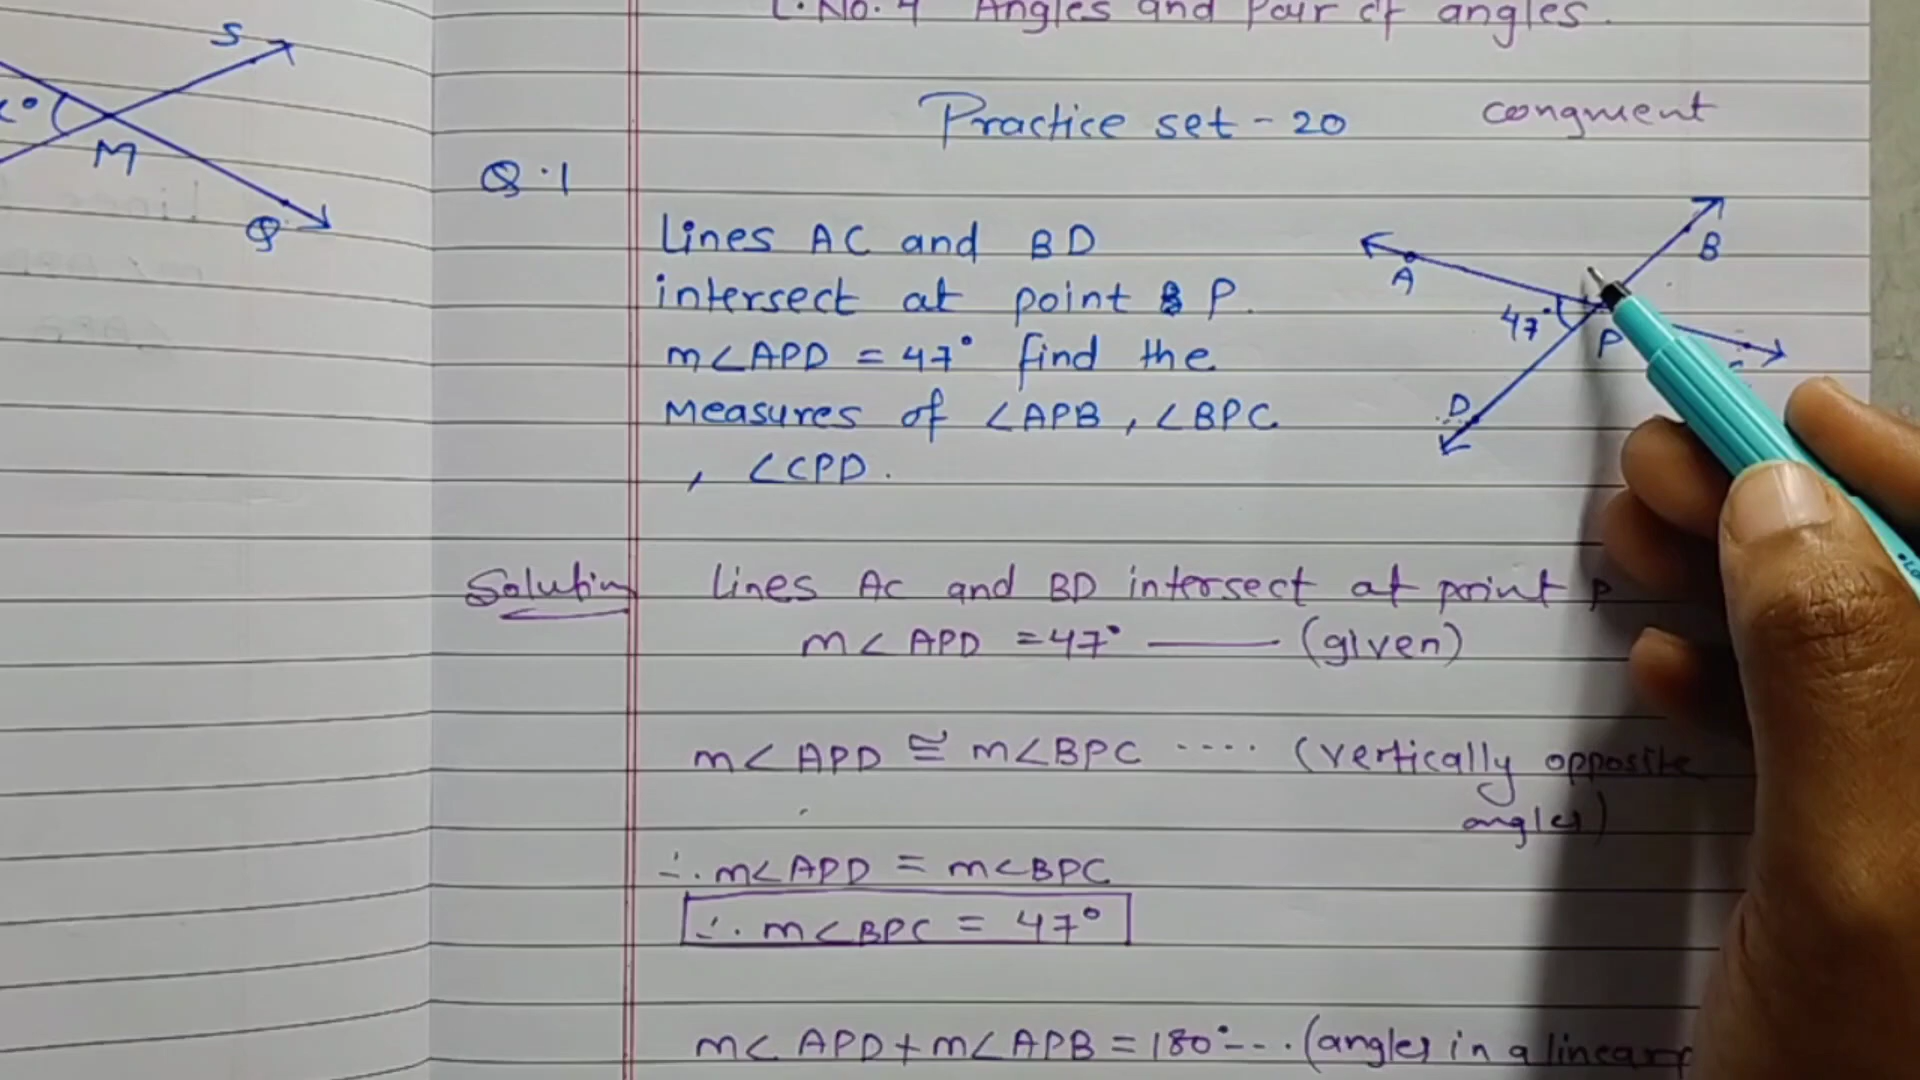 L. No. 4 Angles and Pair of angles.
Practice set - 20
congruent
Q.1
Lines AC and BD
intersect at point P.
m∠APD = 47° find the
measures of ∠APB, ∠BPC
, ∠CPD.
A
B
47°
P
D
S
M
Q
Solution
lines AC and BD intersect at point P
m∠APD = 47° —— (given)
m∠APD ≅ m∠BPC .... (vertically opposite
angles)
∴ m∠APD = m∠BPC
∴ m∠BPC = 47°
m∠APD + m∠APB = 180° --.. (angles in a linear